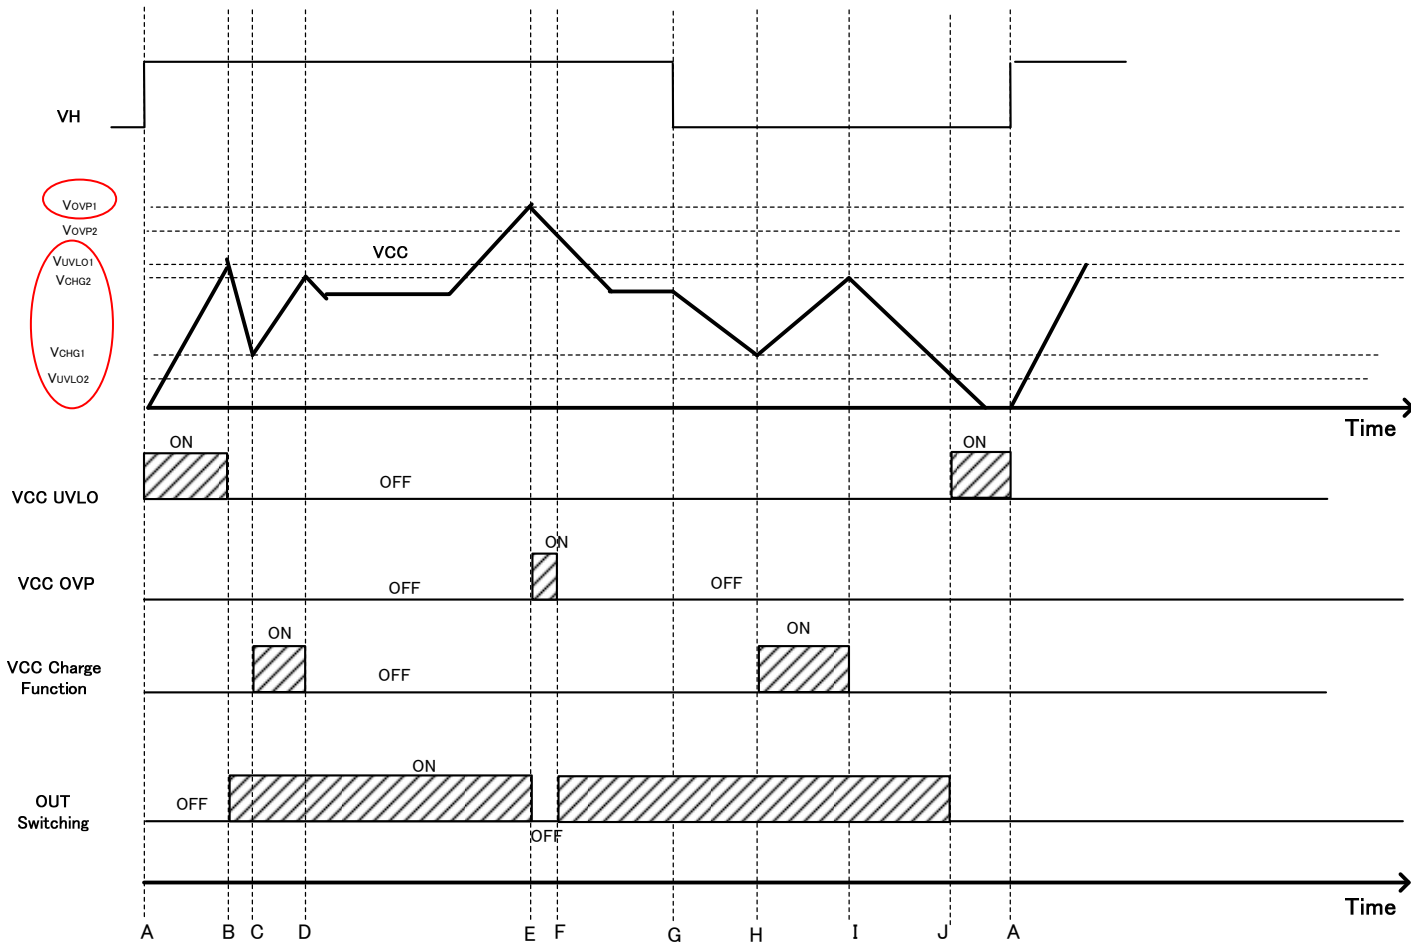 VH
VOVP1
VOVP2
VUVLO1
VCHG2
VCC
VCHG1
VUVLO2
Time
ON
ON
VCC UVLO
OFF
ON
VCC OVP
OFF
OFF
ON
ON
VCC Charge
Function
OFF
ON
OUT
Switching
OFF
OFF
Time
A B C D E F G H I J A